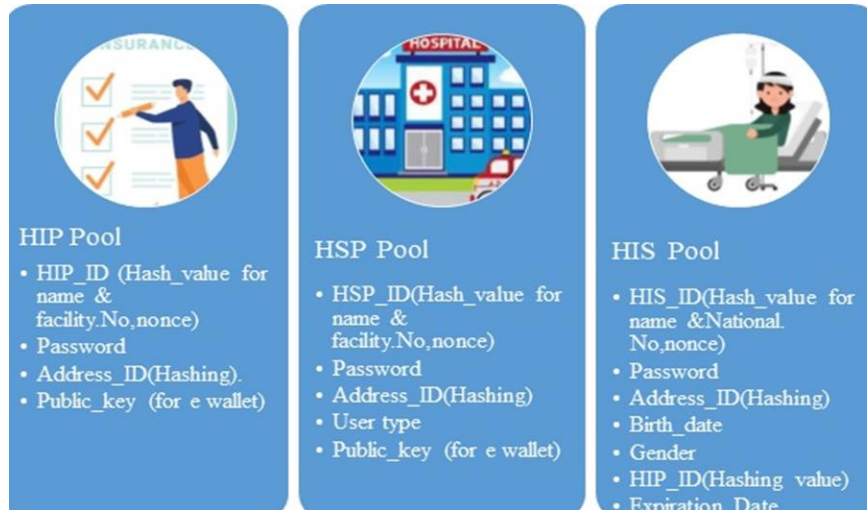 INSURANCE
HIP Pool
• HIP_ID (Hash_value for
name &
facility.No,nonce)
• Password
• Address_ID(Hashing).
• Public_key (for e wallet)
HOSPITAL
HSP Pool
• HSP_ID(Hash_value for
name &
facility.No,nonce)
• Password
• Address_ID(Hashing)
• User type
• Public_key (for e wallet)
HIS Pool
• HIS_ID(Hash_value for
name &National.
No,nonce)
• Password
• Address_ID(Hashing)
• Birth_date
• Gender
• HIP_ID(Hashing value)
• Expiration_Date